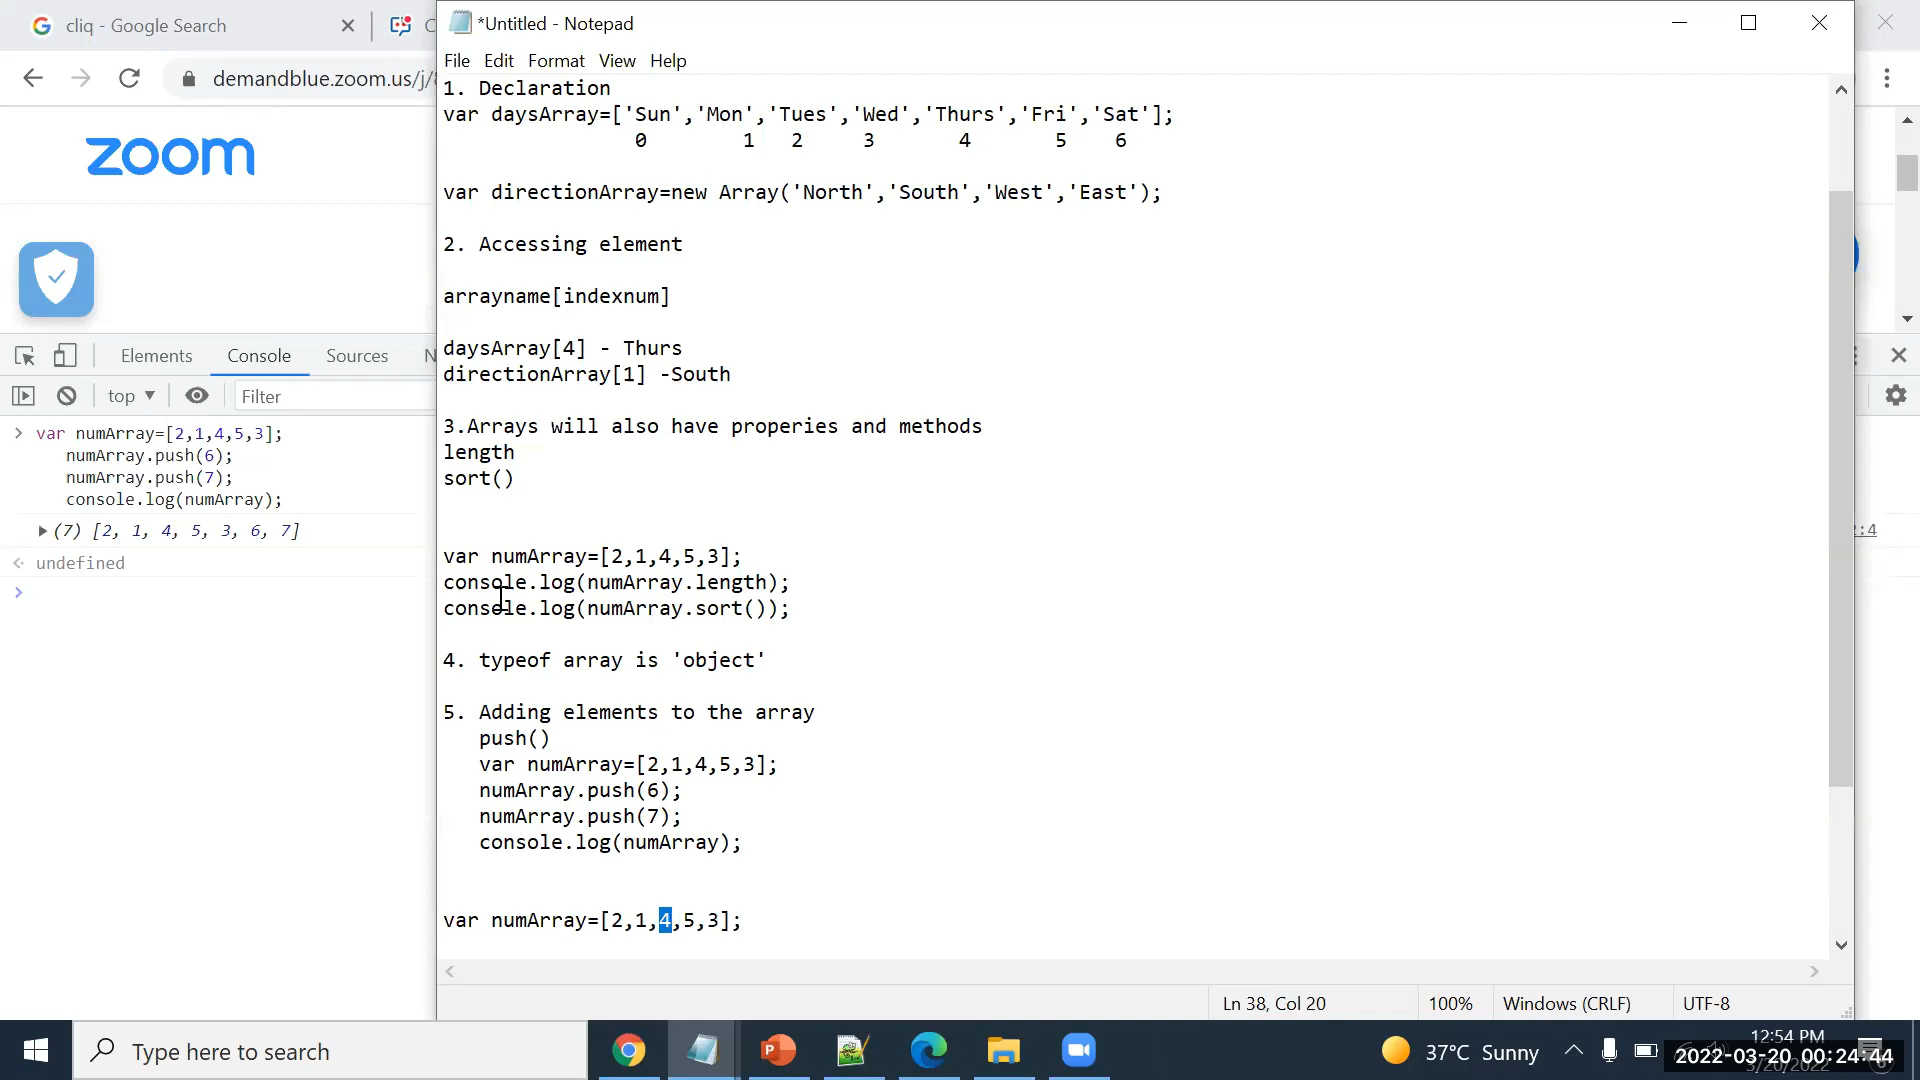 cliq - Google Search
C
*Untitled - Notepad
demandblue.zoom.us/j/
File Edit Format View Help
zoom
1. Declaration
var daysArray=['Sun','Mon','Tues','Wed','Thurs','Fri','Sat'];
0 1 2 3 4 5 6
var directionArray=new Array('North','South','West','East');
2. Accessing element
arrayname[indexnum]
daysArray[4] - Thurs
directionArray[1] -South
3.Arrays will also have properies and methods
length
sort()
var numArray=[2,1,4,5,3];
console.log(numArray.length);
console.log(numArray.sort());
4. typeof array is 'object'
5. Adding elements to the array
push()
var numArray=[2,1,4,5,3];
numArray.push(6);
numArray.push(7);
console.log(numArray);
var numArray=[2,1,4,5,3];
Elements Console Sources N
top Filter
var numArray=[2,1,4,5,3];
numArray.push(6);
numArray.push(7);
console.log(numArray);
(7) [2, 1, 4, 5, 3, 6, 7]
:4
undefined
Ln 38, Col 20 100% Windows (CRLF) UTF-8
Type here to search
37°C Sunny
12:54 PM
3/20/2022
2022-03-20 00:24:44